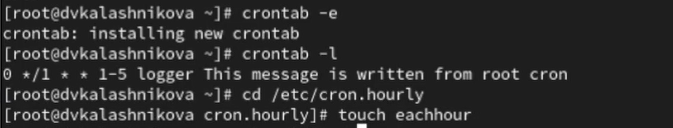 [root@dvkalashnikova ~]# crontab -e
crontab: installing new crontab
[root@dvkalashnikova ~]# crontab -l
0 */1 * * 1-5 logger This message is written from root cron
[root@dvkalashnikova ~]# cd /etc/cron.hourly
[root@dvkalashnikova cron.hourly]# touch eachhour